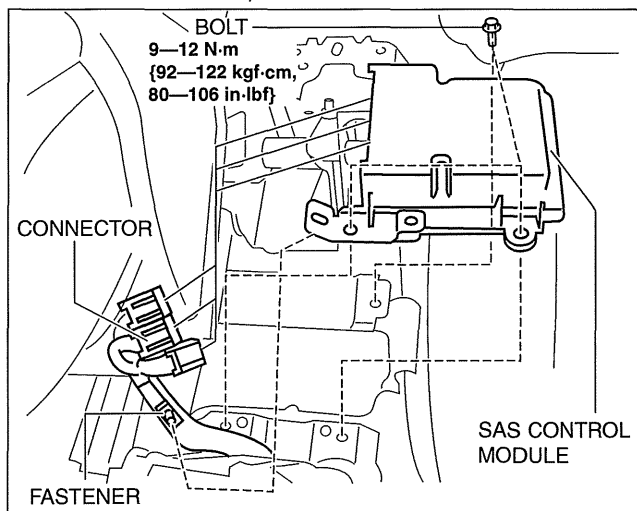 BOLT
9—12 N·m
{92—122 kgf·cm,
80—106 in·lbf}
CONNECTOR
SAS CONTROL
MODULE
FASTENER